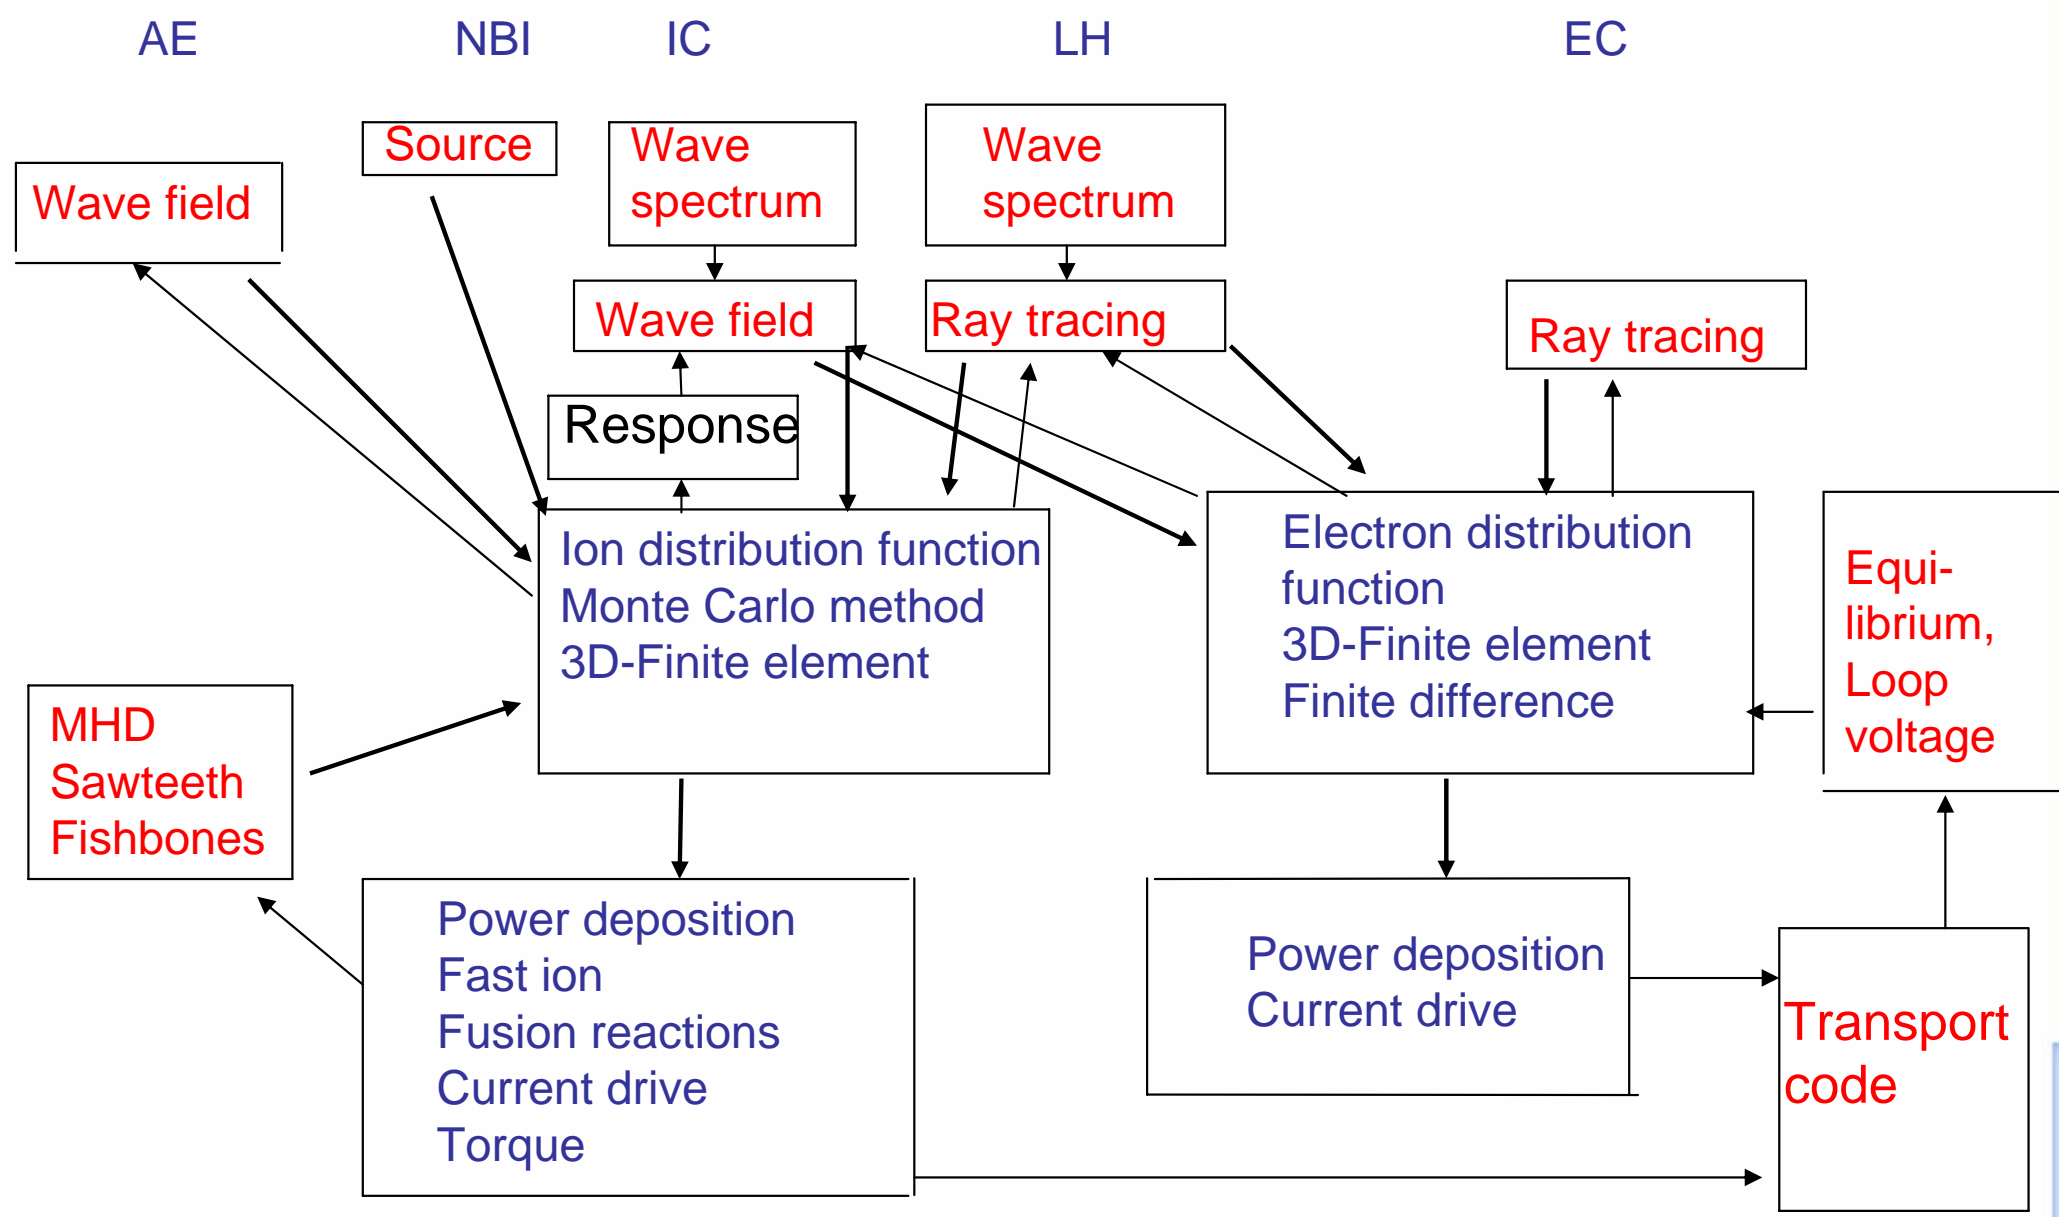 AE
NBI
IC
LH
EC
Source
Wave
spectrum
Wave
spectrum
Wave field
Wave field
Ray tracing
Ray tracing
Response
Ion distribution function
Monte Carlo method
3D-Finite element
Electron distribution
function
3D-Finite element
Finite difference
Equi-
librium,
Loop
voltage
MHD
Sawteeth
Fishbones
Power deposition
Fast ion
Fusion reactions
Current drive
Torque
Power deposition
Current drive
Transport
code